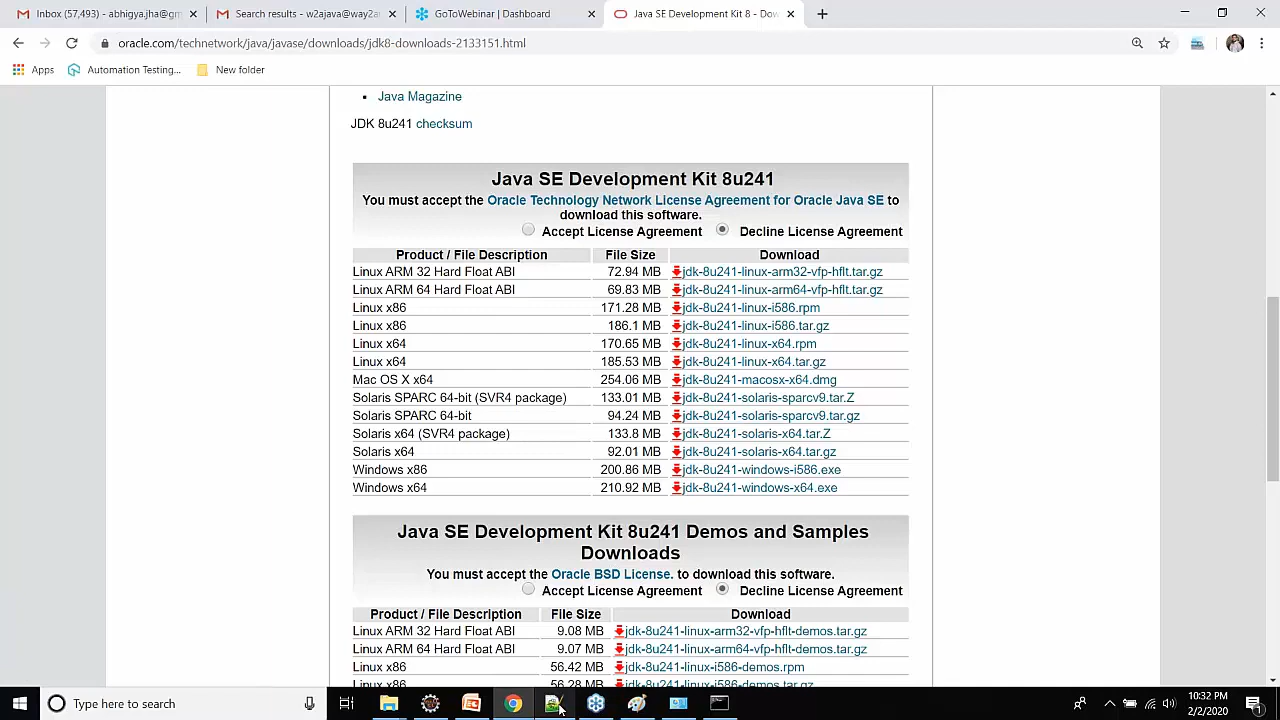 Inbox (57,493) - abhigya.jha@gm
Search results - w2ajava@way2a
GoToWebinar | Dashboard
Java SE Development Kit 8 - Dow
oracle.com/technetwork/java/javase/downloads/jdk8-downloads-2133151.html
Apps
Automation Testing...
New folder
Java Magazine
JDK 8u241 checksum
Java SE Development Kit 8u241
You must accept the Oracle Technology Network License Agreement for Oracle Java SE to
download this software.
Accept License Agreement Decline License Agreement
Product / File Description File Size Download
Linux ARM 32 Hard Float ABI 72.94 MB jdk-8u241-linux-arm32-vfp-hflt.tar.gz
Linux ARM 64 Hard Float ABI 69.83 MB jdk-8u241-linux-arm64-vfp-hflt.tar.gz
Linux x86 171.28 MB jdk-8u241-linux-i586.rpm
Linux x86 186.1 MB jdk-8u241-linux-i586.tar.gz
Linux x64 170.65 MB jdk-8u241-linux-x64.rpm
Linux x64 185.53 MB jdk-8u241-linux-x64.tar.gz
Mac OS X x64 254.06 MB jdk-8u241-macosx-x64.dmg
Solaris SPARC 64-bit (SVR4 package) 133.01 MB jdk-8u241-solaris-sparcv9.tar.Z
Solaris SPARC 64-bit 94.24 MB jdk-8u241-solaris-sparcv9.tar.gz
Solaris x64 (SVR4 package) 133.8 MB jdk-8u241-solaris-x64.tar.Z
Solaris x64 92.01 MB jdk-8u241-solaris-x64.tar.gz
Windows x86 200.86 MB jdk-8u241-windows-i586.exe
Windows x64 210.92 MB jdk-8u241-windows-x64.exe
Java SE Development Kit 8u241 Demos and Samples
Downloads
You must accept the Oracle BSD License. to download this software.
Accept License Agreement Decline License Agreement
Product / File Description File Size Download
Linux ARM 32 Hard Float ABI 9.08 MB jdk-8u241-linux-arm32-vfp-hflt-demos.tar.gz
Linux ARM 64 Hard Float ABI 9.07 MB jdk-8u241-linux-arm64-vfp-hflt-demos.tar.gz
Linux x86 56.42 MB jdk-8u241-linux-i586-demos.rpm
Linux x86 56.28 MB jdk-8u241-linux-i586-demos.tar.gz
Type here to search
10:32 PM
2/2/2020
1